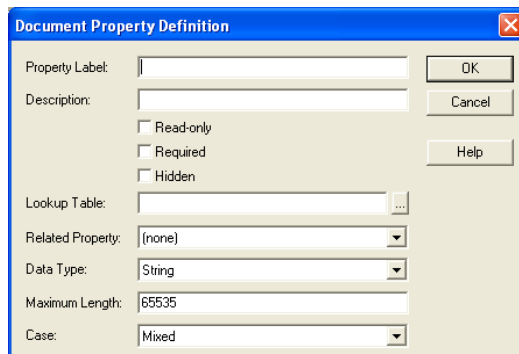 Document Property Definition
Property Label:
OK
Description:
Cancel
Read-only
Required
Help
Hidden
Lookup Table:
...
Related Property: (none)
Data Type: String
Maximum Length: 65535
Case: Mixed